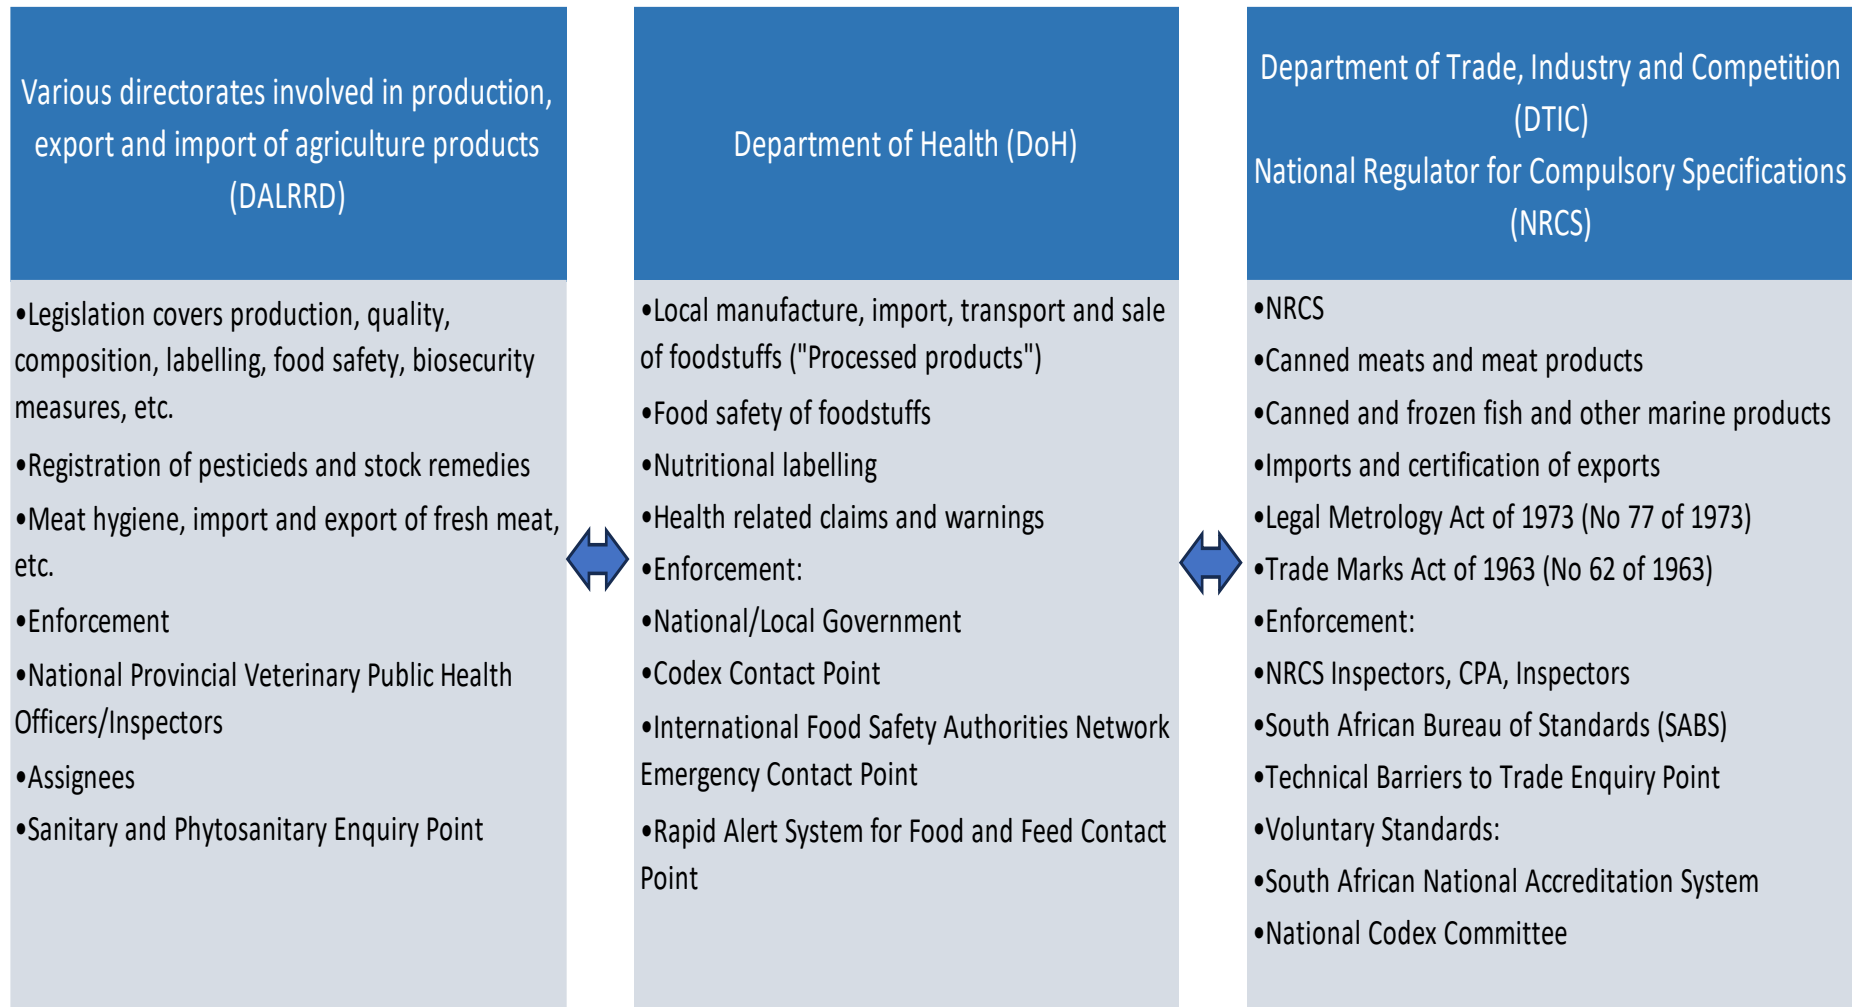 Various directorates involved in production,
export and import of agriculture products
(DALRRD)
•Legislation covers production, quality,
composition, labelling, food safety, biosecurity
measures, etc.
•Registration of pesticieds and stock remedies
•Meat hygiene, import and export of fresh meat,
etc.
•Enforcement
•National Provincial Veterinary Public Health
Officers/Inspectors
•Assignees
•Sanitary and Phytosanitary Enquiry Point
Department of Health (DoH)
•Local manufacture, import, transport and sale
of foodstuffs ("Processed products")
•Food safety of foodstuffs
•Nutritional labelling
•Health related claims and warnings
•Enforcement:
•National/Local Government
•Codex Contact Point
•International Food Safety Authorities Network
Emergency Contact Point
•Rapid Alert System for Food and Feed Contact
Point
Department of Trade, Industry and Competition
(DTIC)
National Regulator for Compulsory Specifications
(NRCS)
•NRCS
•Canned meats and meat products
•Canned and frozen fish and other marine products
•Imports and certification of exports
•Legal Metrology Act of 1973 (No 77 of 1973)
•Trade Marks Act of 1963 (No 62 of 1963)
•Enforcement:
•NRCS Inspectors, CPA, Inspectors
•South African Bureau of Standards (SABS)
•Technical Barriers to Trade Enquiry Point
•Voluntary Standards:
•South African National Accreditation System
•National Codex Committee